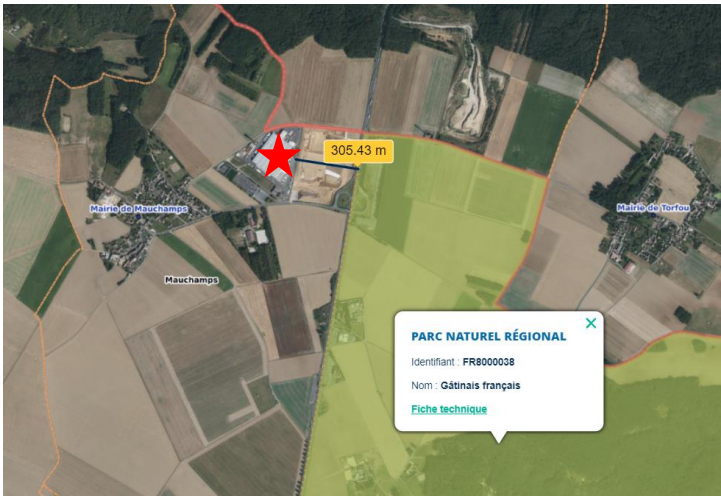 305.43 m
Mairie de Mauchamps
Mairie de Torfou
Mauchamps
PARC NATUREL RÉGIONAL
Identifiant : FR8000038
Nom : Gâtinais français
Fiche technique